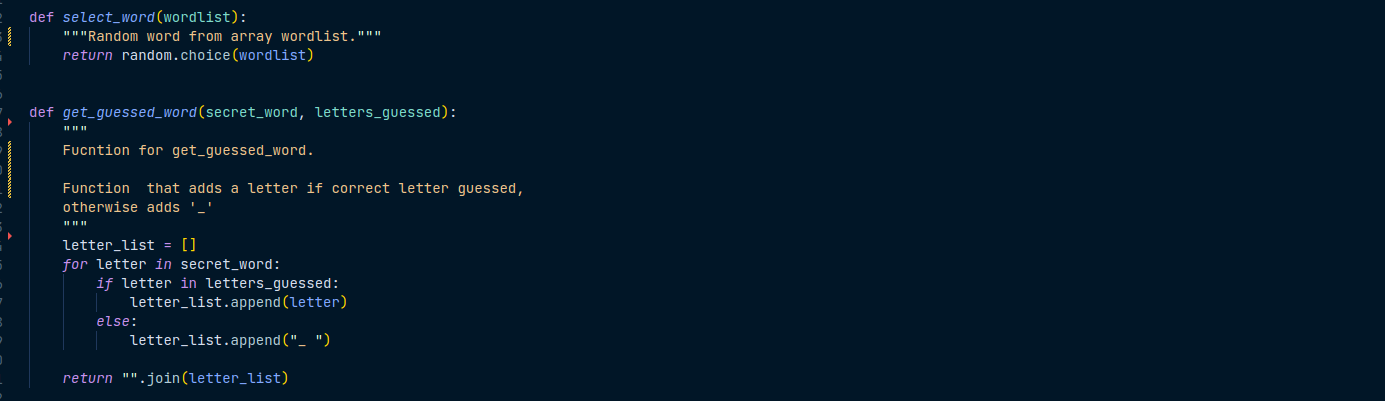 def select_word(wordlist):
    """Random word from array wordlist."""
    return random.choice(wordlist)
def get_guessed_word(secret_word, letters_guessed):
    """
    Fucntion for get_guessed_word.
    Function  that adds a letter if correct letter guessed,
    otherwise adds '_'
    """
    letter_list = []
    for letter in secret_word:
        if letter in letters_guessed:
            letter_list.append(letter)
        else:
            letter_list.append("_ ")
    return "".join(letter_list)